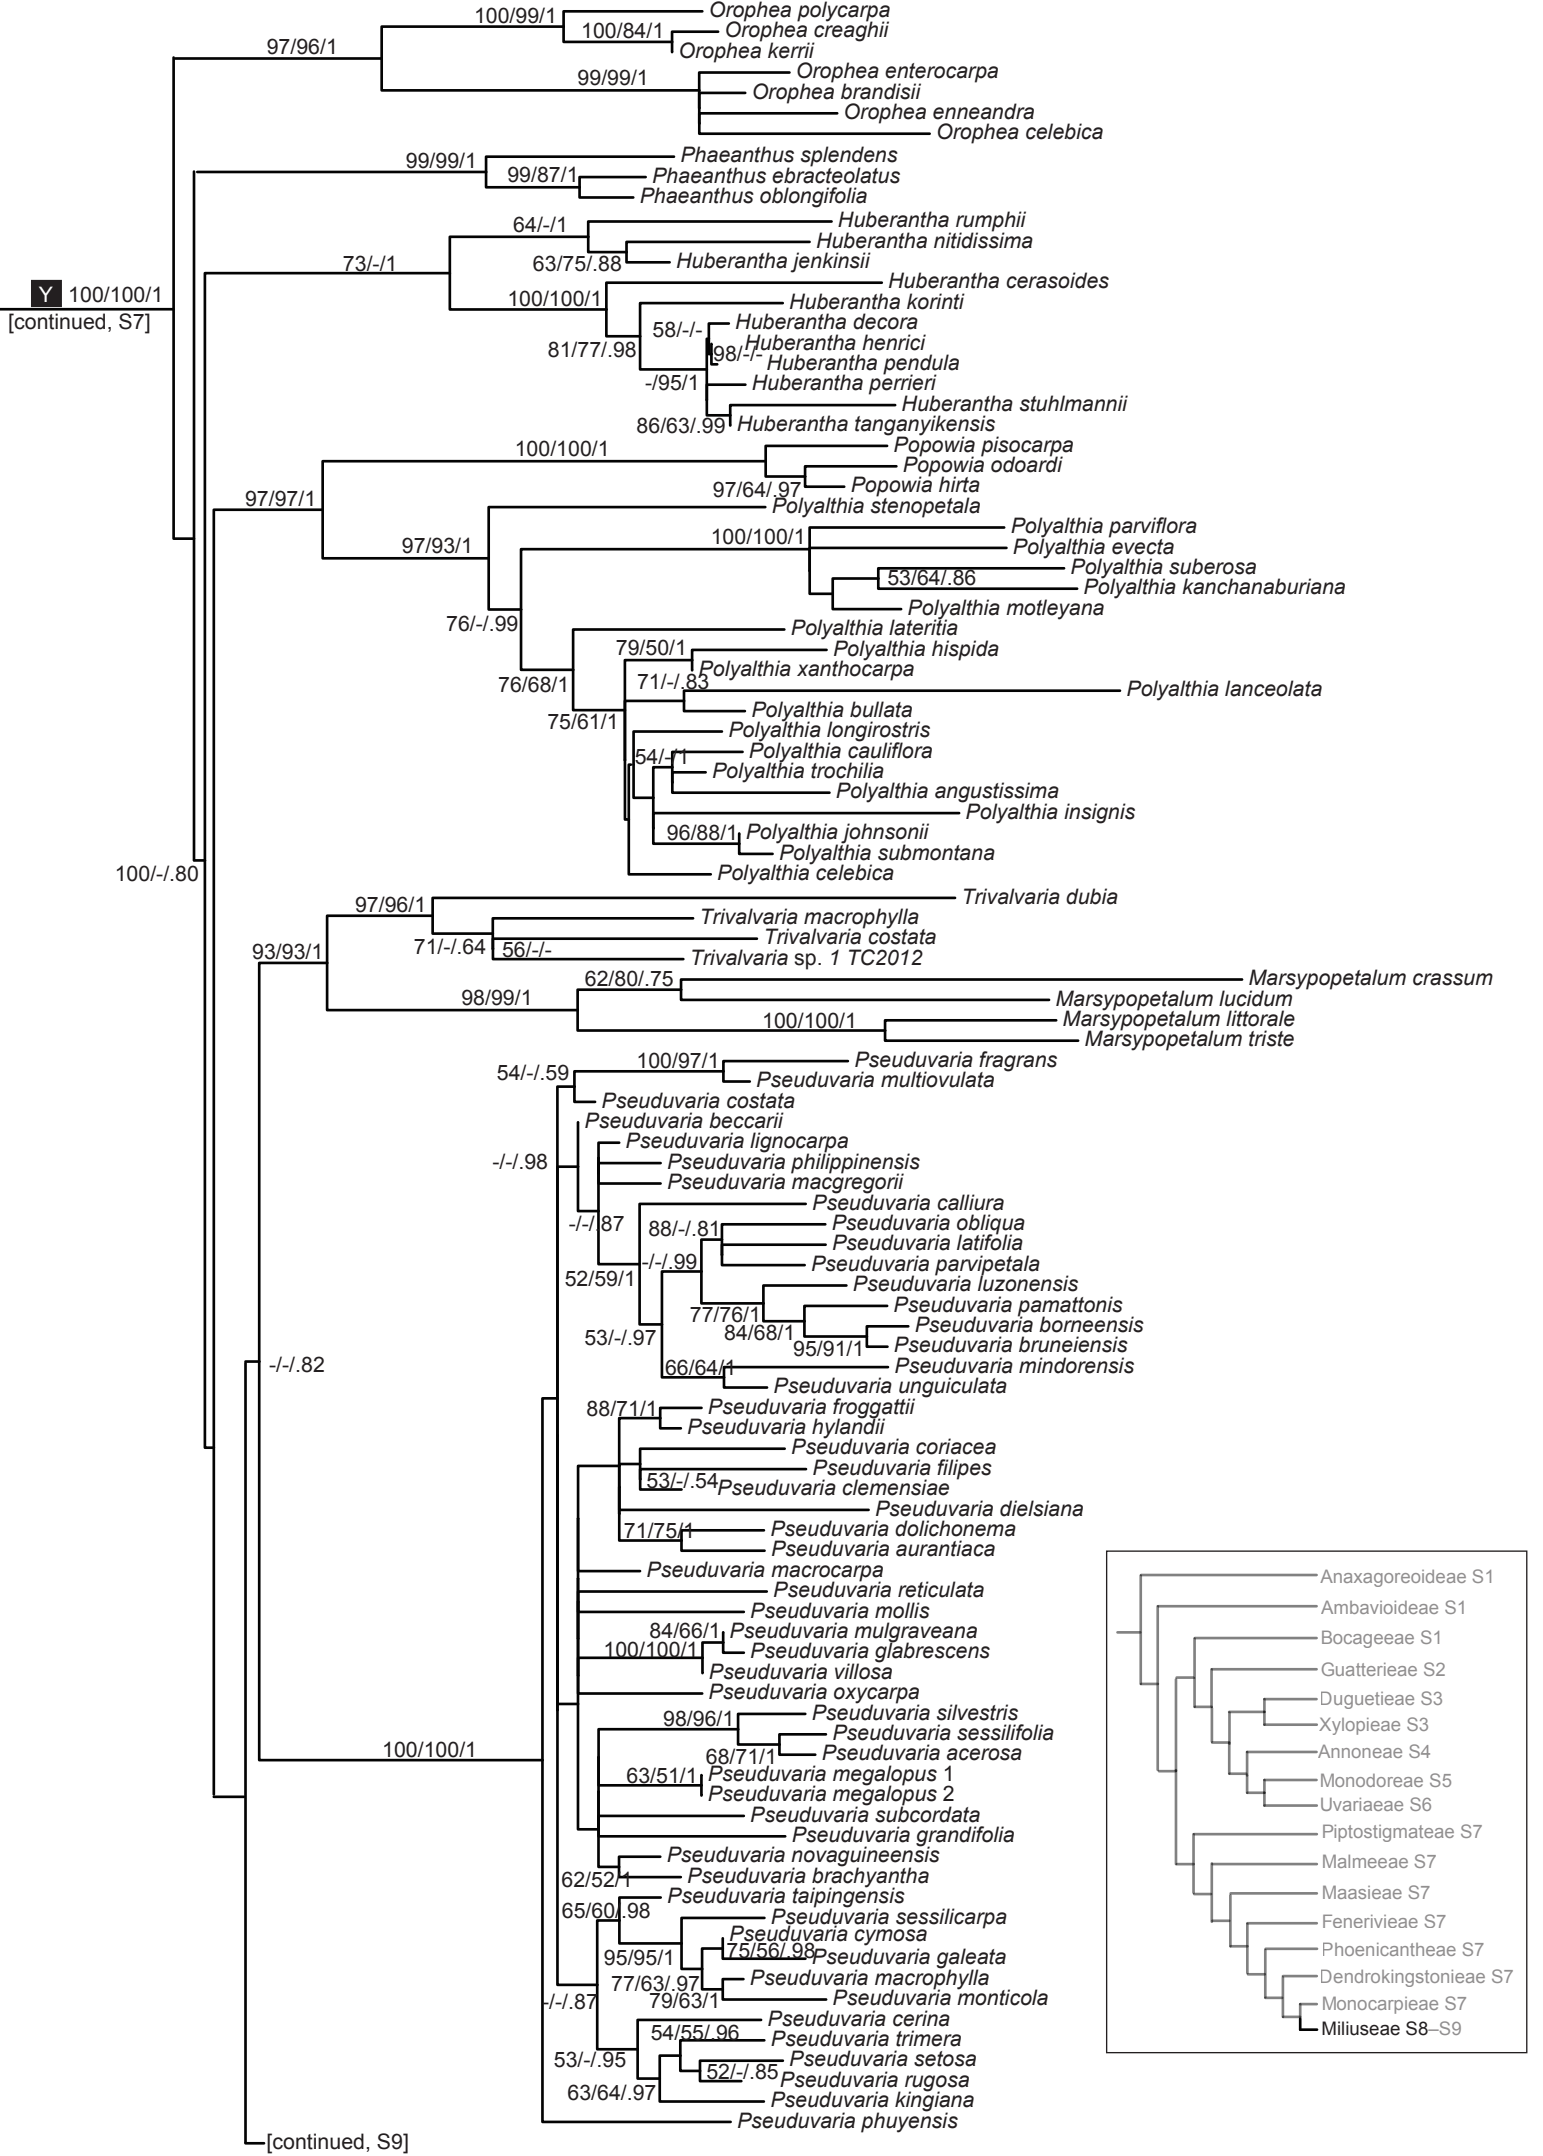 100/99/1
Orophea polycarpa
100/84/1
Orophea creaghii
Orophea kerrii
97/96/1
99/99/1
Orophea enterocarpa
Orophea brandisii
Orophea enneandra
Orophea celebica
99/99/1
Phaeanthus splendens
99/87/1
Phaeanthus ebracteolatus
Phaeanthus oblongifolia
64/-/1
Huberantha rumphii
Huberantha nitidissima
63/75/.88
Huberantha jenkinsii
73/-/1
Huberantha cerasoides
Y 100/100/1
[continued, S7]
100/100/1
Huberantha korinti
58/-/-
Huberantha decora
Huberantha henrici
98/-/-
Huberantha pendula
81/77/.98
-/95/1
Huberantha perrieri
Huberantha stuhlmannii
86/63/.99
Huberantha tanganyikensis
100/100/1
Popowia pisocarpa
Popowia odoardi
97/64/.97
Popowia hirta
97/97/1
Polyalthia stenopetala
97/93/1
100/100/1
Polyalthia parviflora
Polyalthia evecta
Polyalthia suberosa
53/64/.86
Polyalthia kanchanaburiana
Polyalthia motleyana
76/-/.99
Polyalthia lateritia
79/50/1
Polyalthia hispida
Polyalthia xanthocarpa
76/68/1
71/-/.83
Polyalthia lanceolata
Polyalthia bullata
75/61/1
Polyalthia longirostris
54/-/1
Polyalthia cauliflora
Polyalthia trochilia
Polyalthia angustissima
Polyalthia insignis
96/88/1
Polyalthia johnsonii
Polyalthia submontana
Polyalthia celebica
100/-/.80
97/96/1
Trivalvaria dubia
Trivalvaria macrophylla
71/-/.64
Trivalvaria costata
56/-/-
Trivalvaria sp. 1 TC2012
93/93/1
62/80/.75
Marsypopetalum crassum
98/99/1
Marsypopetalum lucidum
100/100/1
Marsypopetalum littorale
Marsypopetalum triste
100/97/1
Pseuduvaria fragrans
54/-/.59
Pseuduvaria multiovulata
Pseuduvaria costata
Pseuduvaria beccarii
Pseuduvaria lignocarpa
-/-/.98
Pseuduvaria philippinensis
Pseuduvaria macgregorii
Pseuduvaria calliura
-/-/.87
88/-/.81
Pseuduvaria obliqua
Pseuduvaria latifolia
-/-/.99
Pseuduvaria parvipetala
52/59/1
Pseuduvaria luzonensis
77/76/1
Pseuduvaria pamattonis
84/68/1
Pseuduvaria borneensis
53/-/.97
95/91/1
Pseuduvaria bruneiensis
-/-/.82
66/64/1
Pseuduvaria mindorensis
Pseuduvaria unguiculata
88/71/1
Pseuduvaria froggattii
Pseuduvaria hylandii
Pseuduvaria coriacea
Pseuduvaria filipes
53/-/.54
Pseuduvaria clemensiae
Pseuduvaria dielsiana
71/75/1
Pseuduvaria dolichonema
Pseuduvaria aurantiaca
Pseuduvaria macrocarpa
Pseuduvaria reticulata
Pseuduvaria mollis
84/66/1
Pseuduvaria mulgraveana
100/100/1
Pseuduvaria glabrescens
Pseuduvaria villosa
Pseuduvaria oxycarpa
98/96/1
Pseuduvaria silvestris
Pseuduvaria sessilifolia
68/71/1
Pseuduvaria acerosa
100/100/1
63/51/1
Pseuduvaria megalopus 1
Pseuduvaria megalopus 2
Pseuduvaria subcordata
Pseuduvaria grandifolia
Pseuduvaria novaguineensis
62/52/1
Pseuduvaria brachyantha
Pseuduvaria taipingensis
65/60/.98
Pseuduvaria sessilicarpa
Pseuduvaria cymosa
75/56/.98
Pseuduvaria galeata
95/95/1
Pseuduvaria macrophylla
77/63/.97
79/63/1
Pseuduvaria monticola
-/-/.87
Pseuduvaria cerina
54/55/.96
Pseuduvaria trimera
53/-/.95
Pseuduvaria setosa
52/-/.85
Pseuduvaria rugosa
63/64/.97
Pseuduvaria kingiana
Pseuduvaria phuyensis
[continued, S9]
Anaxagoreoideae S1
Ambavioideae S1
Bocageeae S1
Guatterieae S2
Duguetieae S3
Xylopieae S3
Annoneae S4
Monodoreae S5
Uvariaeae S6
Piptostigmateae S7
Malmeeae S7
Maasieae S7
Fenerivieae S7
Phoenicantheae S7
Dendrokingstonieae S7
Monocarpieae S7
Miliuseae S8–S9